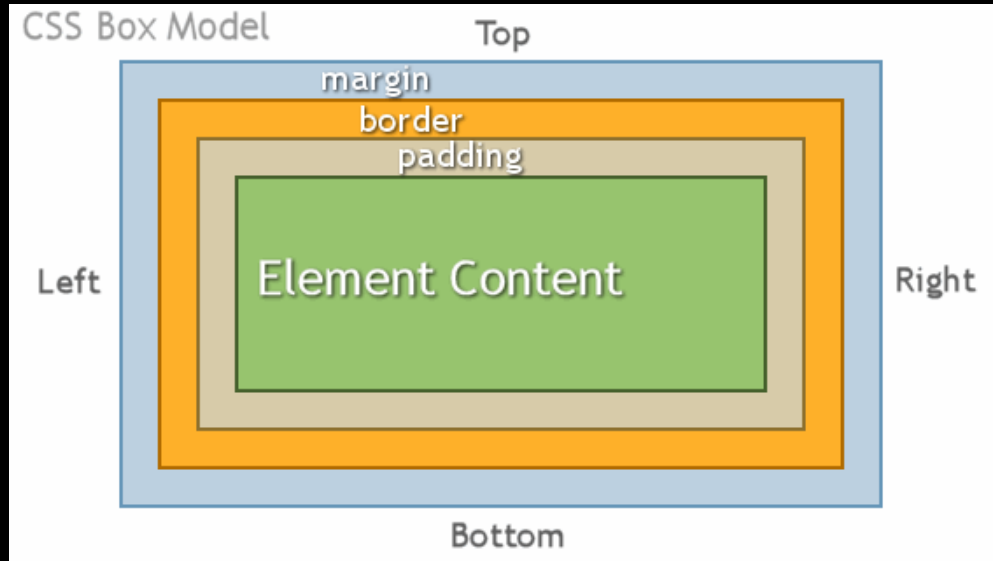 CSS Box Model
Top
margin
border
padding
Left
Element Content
Right
Bottom